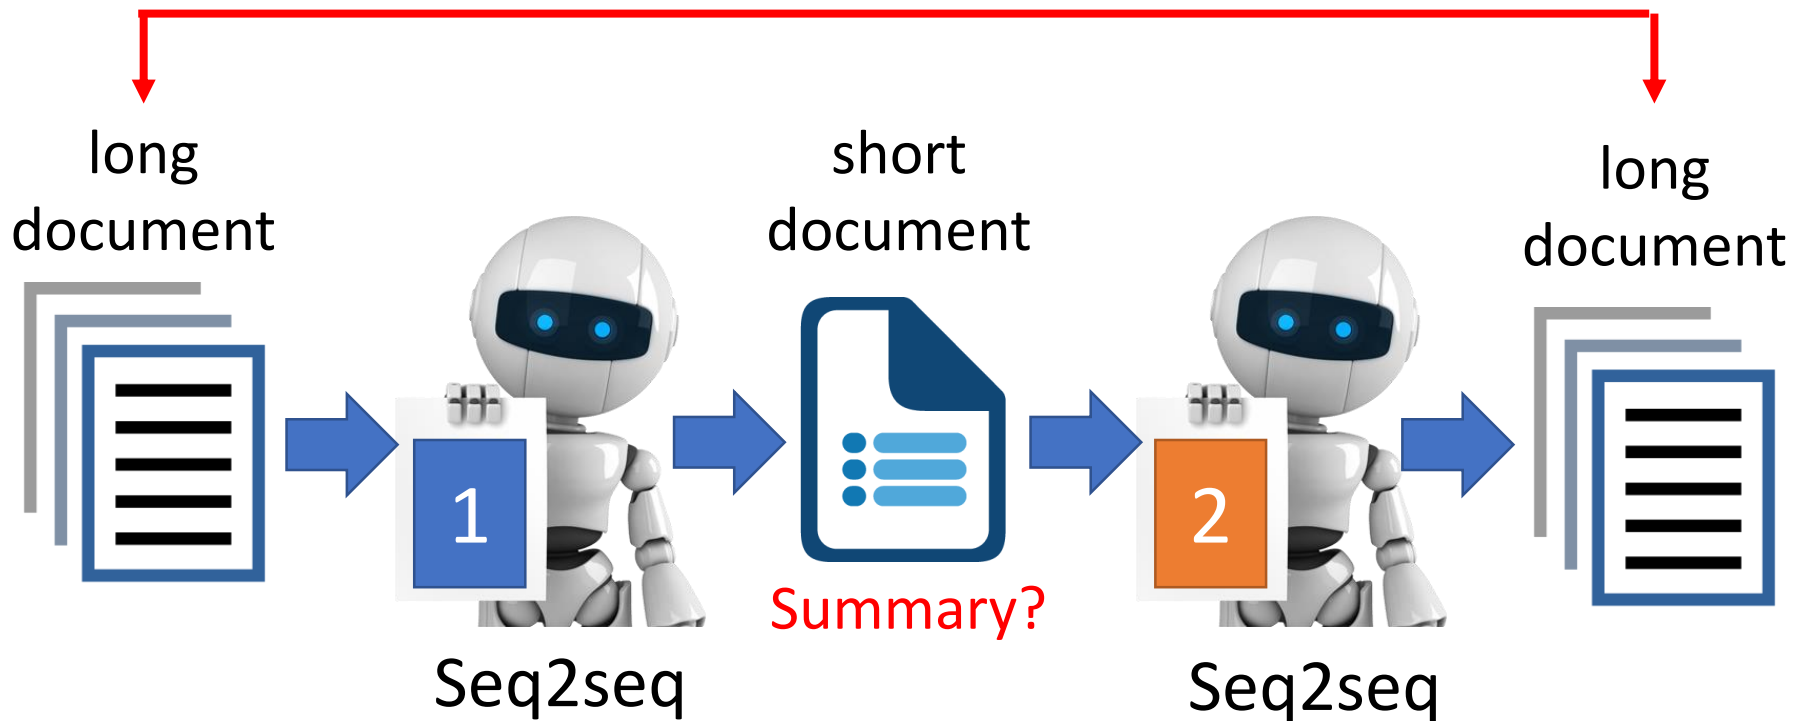 long
document
1
Seq2seq
short
document
Summary?
2
Seq2seq
long
document